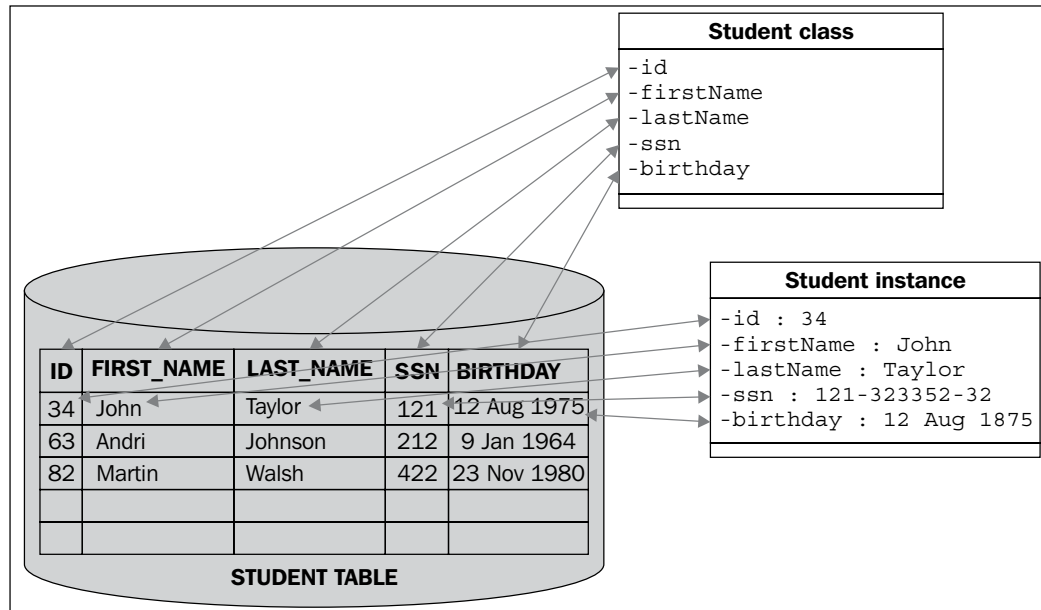 Student class
-id
-firstName
-lastName
-ssn
-birthday
Student instance
-id : 34
-firstName : John
-lastName : Taylor
-ssn : 121-323352-32
-birthday : 12 Aug 1875
ID FIRST_NAME LAST_NAME SSN BIRTHDAY
34 John Taylor 121 12 Aug 1975
63 Andri Johnson 212 9 Jan 1964
82 Martin Walsh 422 23 Nov 1980
STUDENT TABLE